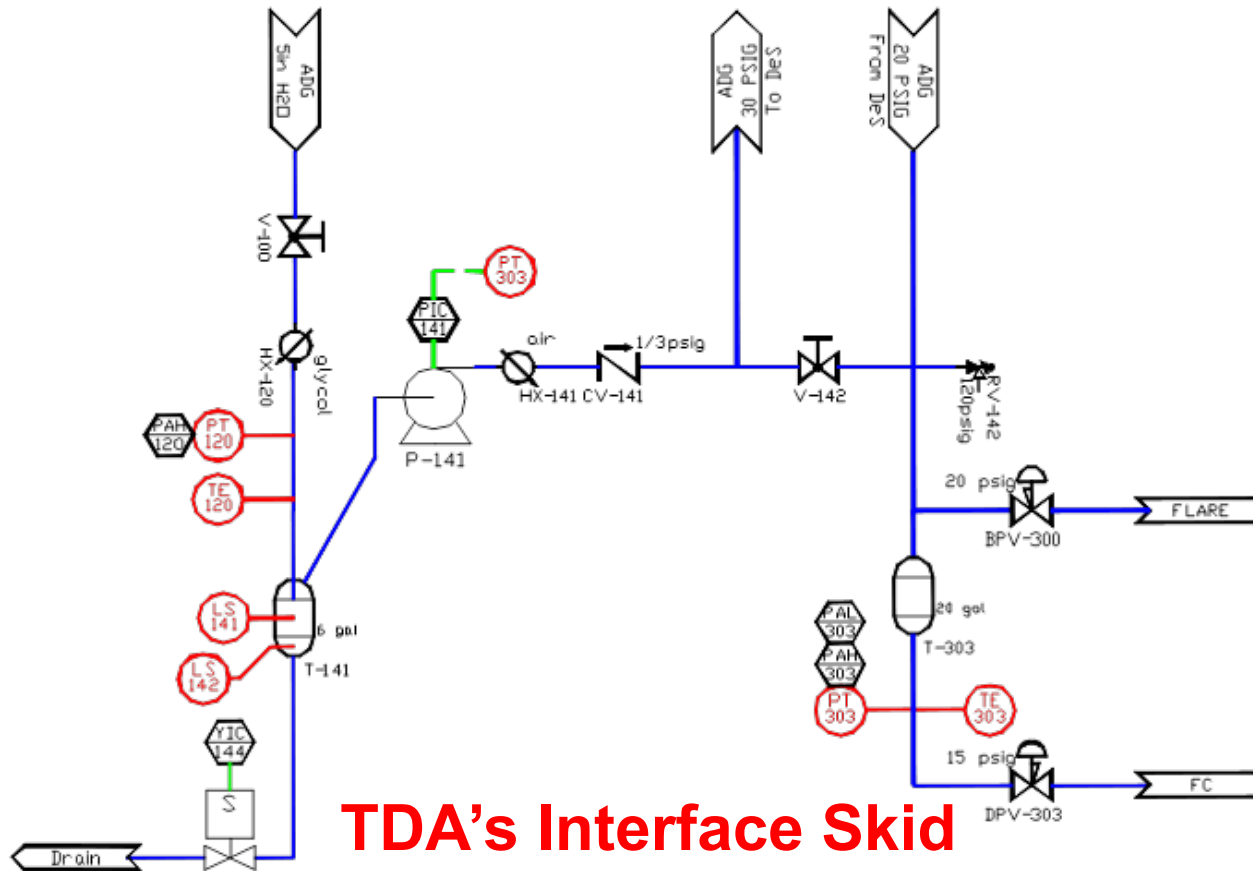 ADG
5in H2O
ADG
30 PSIG
To DeS
ADG
20 PSIG
From DeS
V-100
PT
303
PIC
141
HX-120
glycol
air
1/3psig
HX-141
CV-141
V-142
RV-142
120psig
PAH
120
PT
120
P-141
TE
120
20 psig
FLARE
BPV-300
LS
141
6 gal
T-141
LS
142
gal
T-303
PAL
303
PAH
303
PT
303
TE
303
YIC
144
S
15 psig
FC
DPV-303
Drain
TDA's Interface Skid